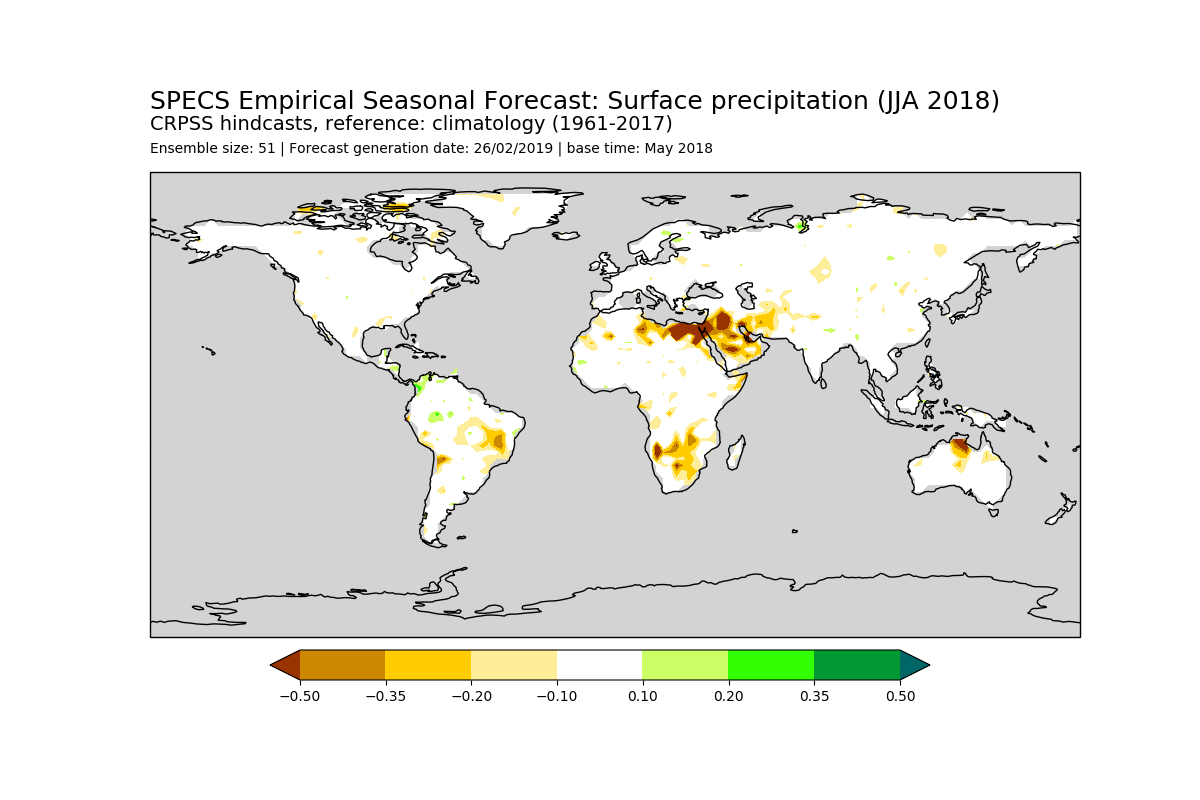 SPECS Empirical Seasonal Forecast: Surface precipitation (JJA 2018)
CRPSS hindcasts, reference: climatology (1961-2017)
Ensemble size: 51 | Forecast generation date: 26/02/2019 | base time: May 2018
−0.50 −0.35 −0.20 −0.10 0.10 0.20 0.35 0.50